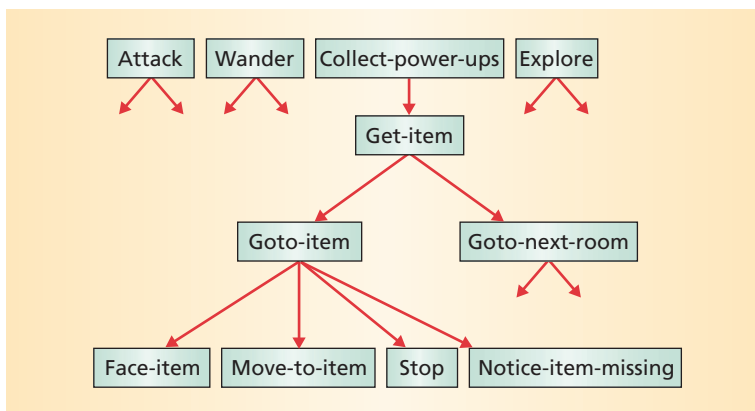 Attack Wander Collect-power-ups Explore
Get-item
Goto-item Goto-next-room
Face-item Move-to-item Stop Notice-item-missing